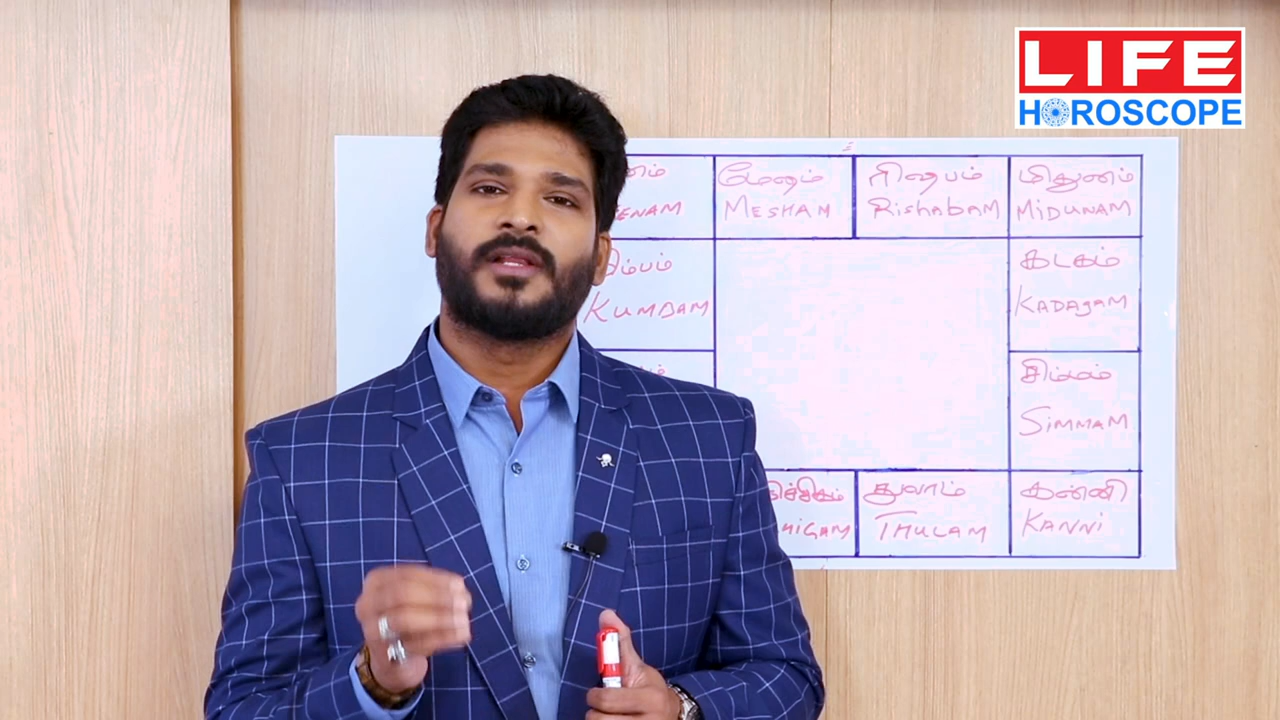 LIFE
HOROSCOPE
மேஷம்
MESHAM
ரிஷபம்
RishabAM
மிதுனம்
MIDUNAM
KUMBAM
கடகம்
KADAGAM
சிம்மம்
SIMMAM
துலாம்
THULAM
கன்னி
KANNI